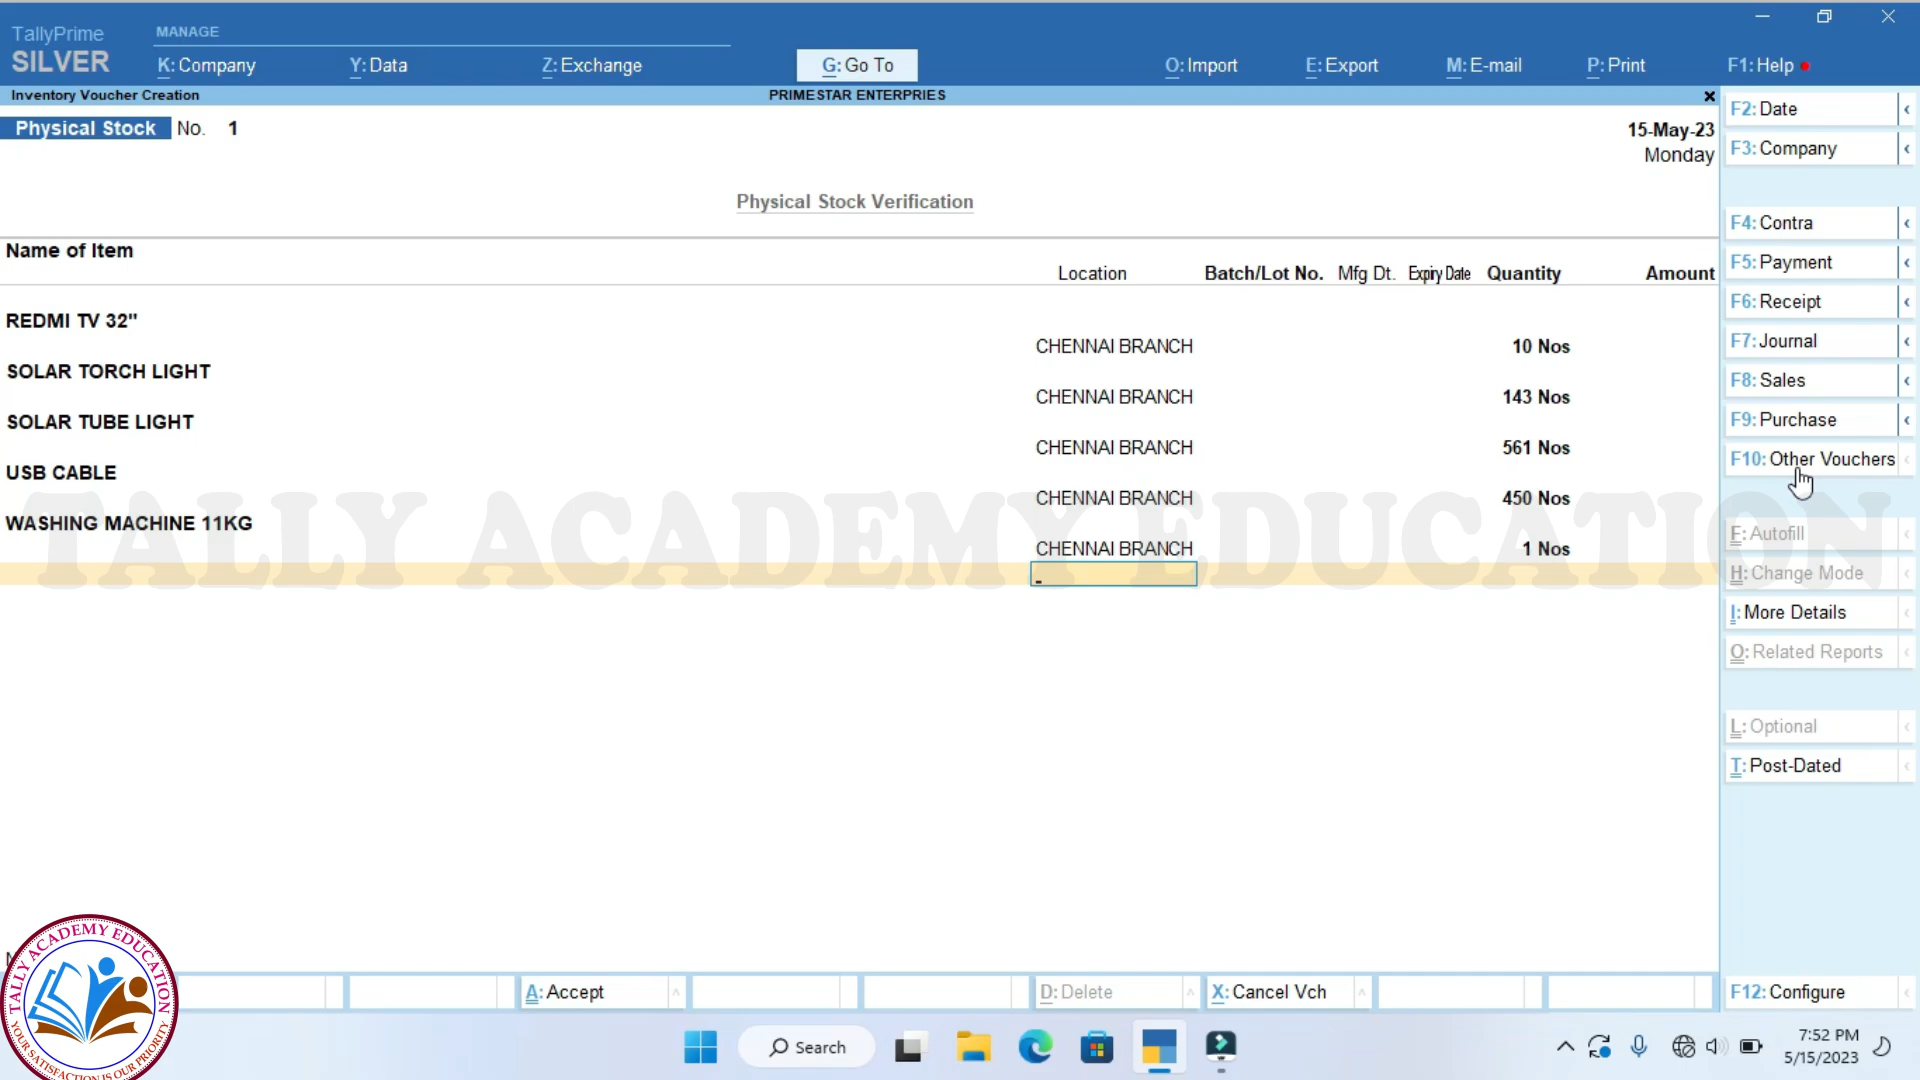 TallyPrime
SILVER
MANAGE
K: Company
Y: Data
Z: Exchange
G: Go To
O: Import
E: Export
M: E-mail
P: Print
F1: Help
Inventory Voucher Creation
PRIMESTAR ENTERPRIES
Physical Stock No. 1
15-May-23
Monday
Physical Stock Verification
Name of Item
Location Batch/Lot No. Mfg Dt. Expiry Date Quantity Amount
REDMI TV 32"
CHENNAI BRANCH 10 Nos
SOLAR TORCH LIGHT
CHENNAI BRANCH 143 Nos
SOLAR TUBE LIGHT
CHENNAI BRANCH 561 Nos
USB CABLE
CHENNAI BRANCH 450 Nos
WASHING MACHINE 11KG
CHENNAI BRANCH 1 Nos
TALLY ACADEMY EDUCATION
F2: Date
F3: Company
F4: Contra
F5: Payment
F6: Receipt
F7: Journal
F8: Sales
F9: Purchase
F10: Other Vouchers
F: Autofill
H: Change Mode
I: More Details
O: Related Reports
L: Optional
T: Post-Dated
F12: Configure
A: Accept
D: Delete
X: Cancel Vch
TALLY ACADEMY EDUCATION
YOUR SATISFACTION IS OUR PRIORITY
Search
7:52 PM
5/15/2023